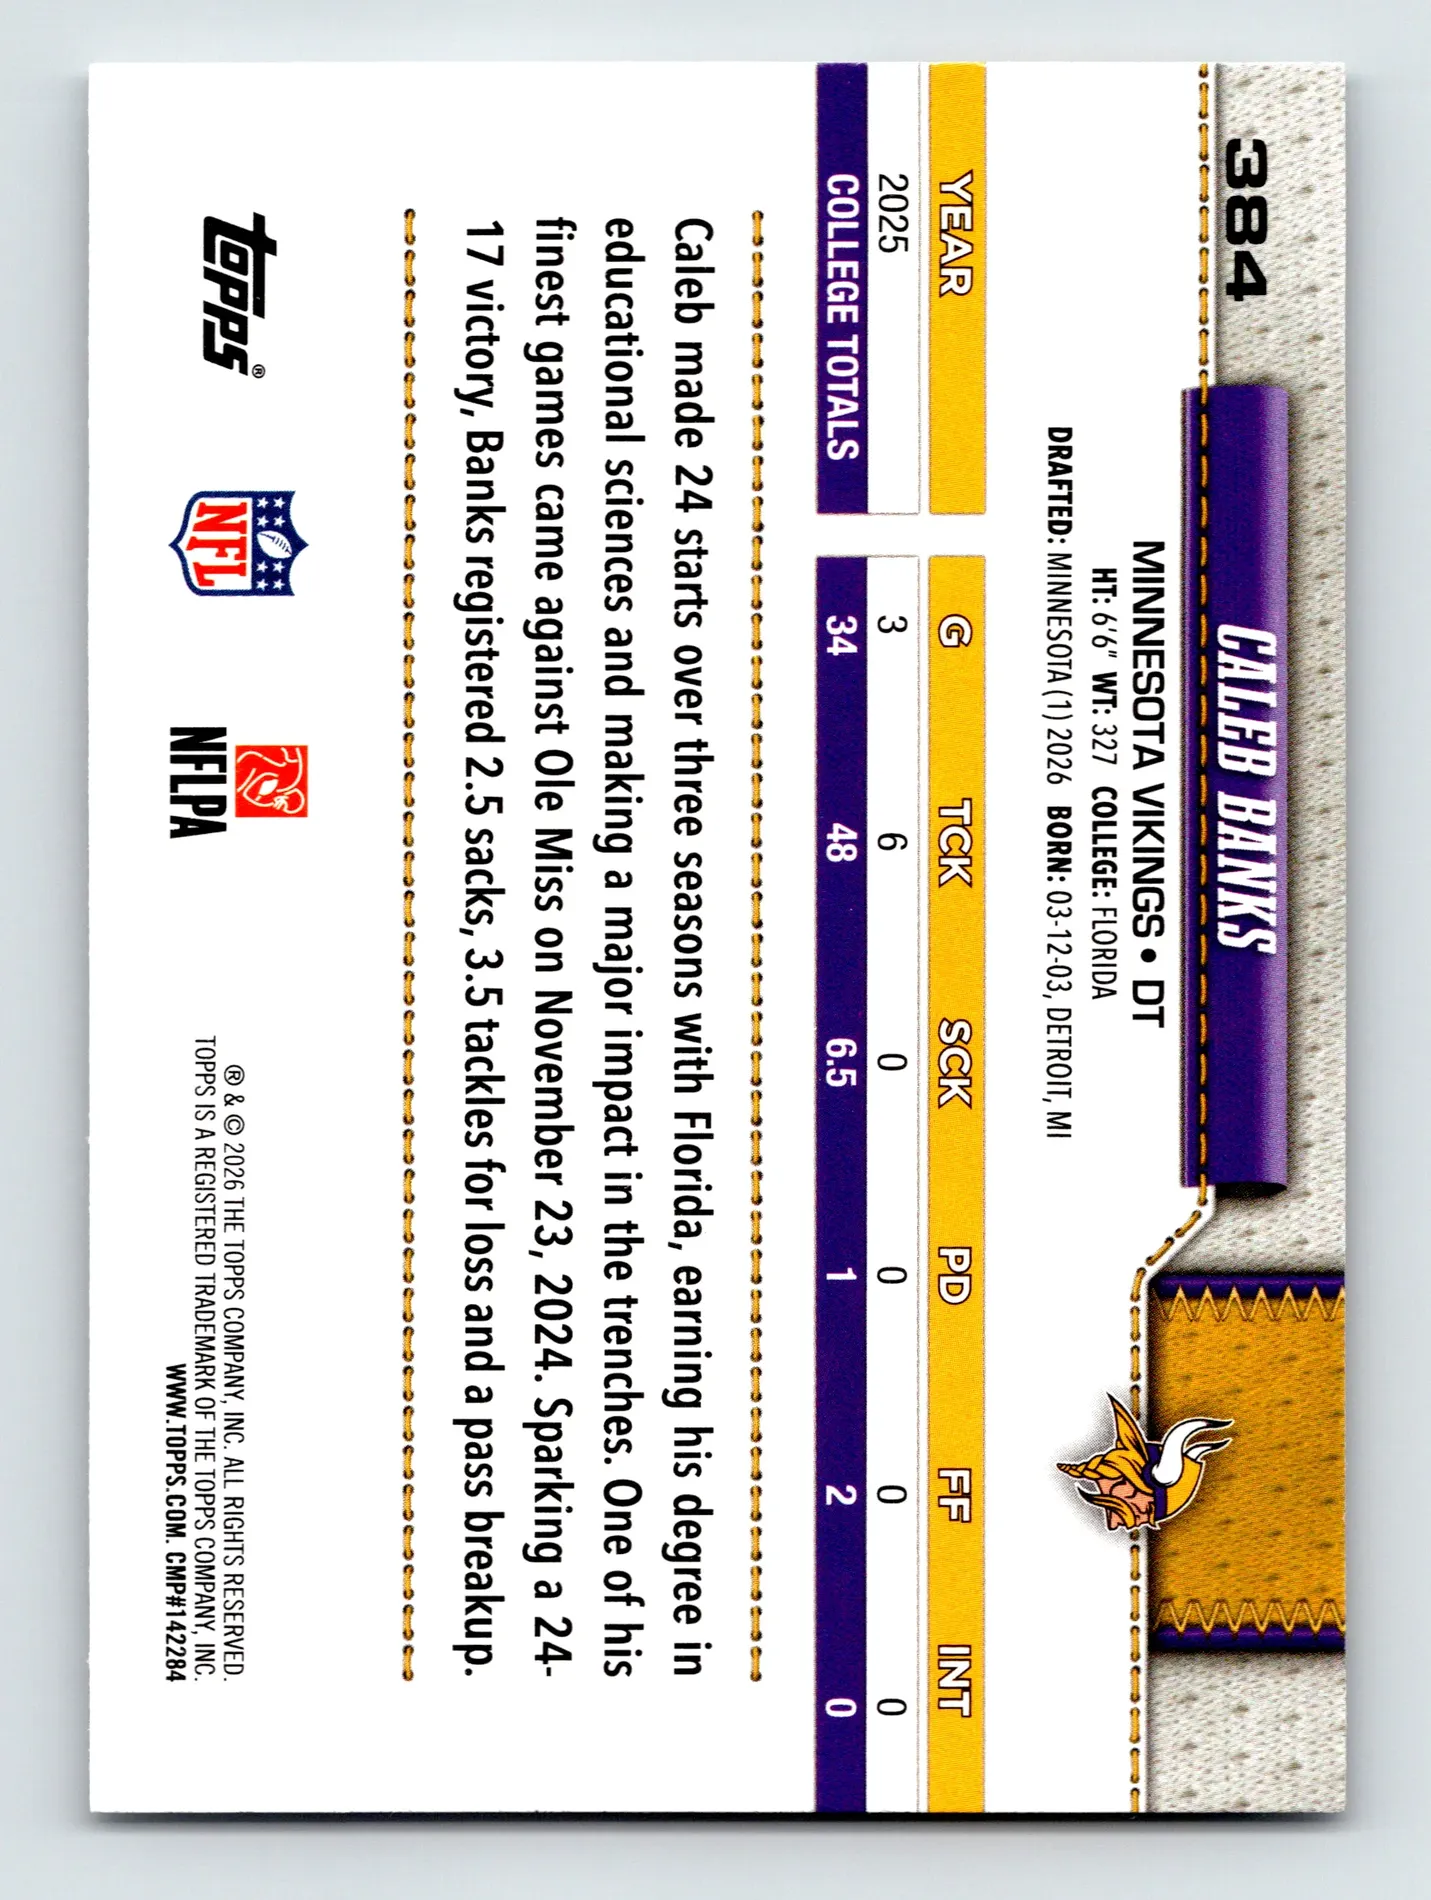 384
CALEB BANKS
MINNESOTA VIKINGS • DT
HT: 6'6" WT: 327 COLLEGE: FLORIDA
DRAFTED: MINNESOTA (1) 2026 BORN: 03-12-03, DETROIT, MI
YEAR G TCK SCK PD FF INT
2025 3 6 0 0 0 0
COLLEGE TOTALS 34 48 6.5 1 2 0
Caleb made 24 starts over three seasons with Florida, earning his degree in
educational sciences and making a major impact in the trenches. One of his
finest games came against Ole Miss on November 23, 2024. Sparking a 24-
17 victory, Banks registered 2.5 sacks, 3.5 tackles for loss and a pass breakup.
topps®
NFL
NFLPA
® & © 2026 THE TOPPS COMPANY, INC. ALL RIGHTS RESERVED.
TOPPS IS A REGISTERED TRADEMARK OF THE TOPPS COMPANY, INC.
WWW.TOPPS.COM. CMP#142284